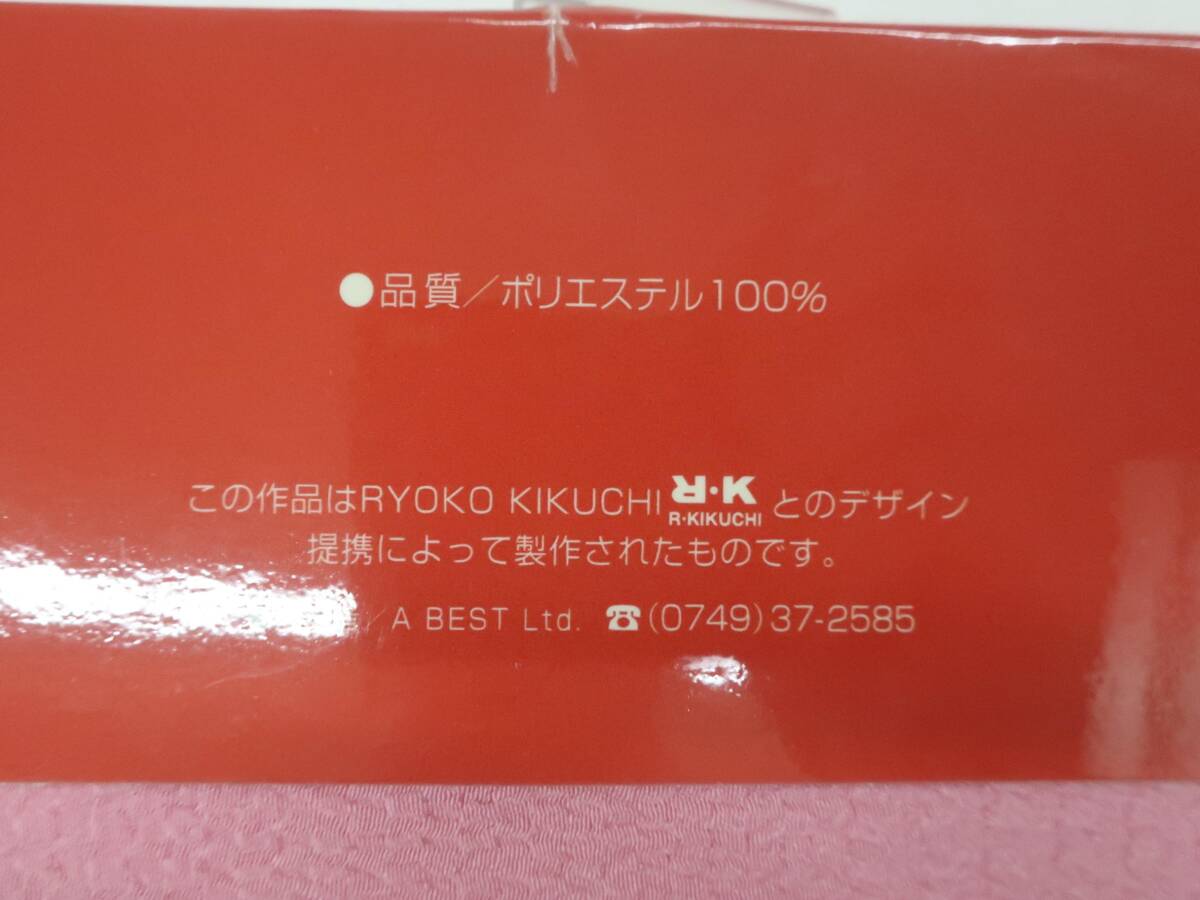 ●品質／ポリエステル100%
この作品はRYOKO KIKUCHI R·K R·KIKUCHI とのデザイン
提携によって製作されたものです。
A BEST Ltd. ☎(0749)37-2585